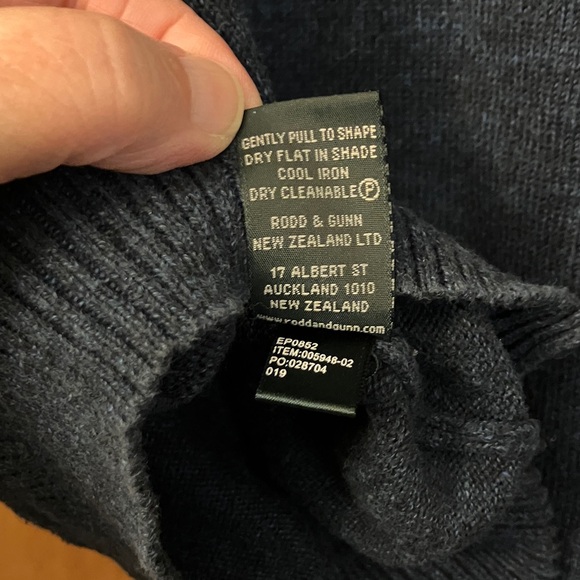 GENTLY PULL TO SHAPE
DRY FLAT IN SHADE
COOL IRON
DRY CLEANABLE Ⓟ
RODD & GUNN
NEW ZEALAND LTD
17 ALBERT ST
AUCKLAND 1010
NEW ZEALAND
www.roddandgunn.com
EP0852
ITEM:005948-02
PO:028704
019